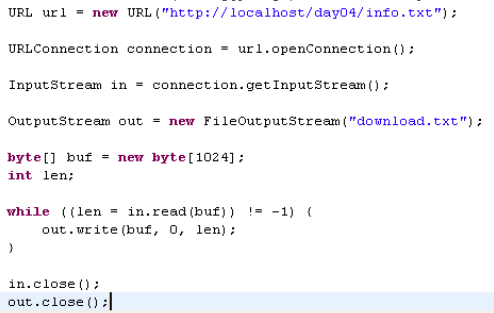 URL url = new URL("http://localhost/day04/info.txt");
URLConnection connection = url.openConnection();
InputStream in = connection.getInputStream();
OutputStream out = new FileOutputStream("download.txt");
byte[] buf = new byte[1024];
int len;
while ((len = in.read(buf)) != -1) {
    out.write(buf, 0, len);
}
in.close();
out.close();